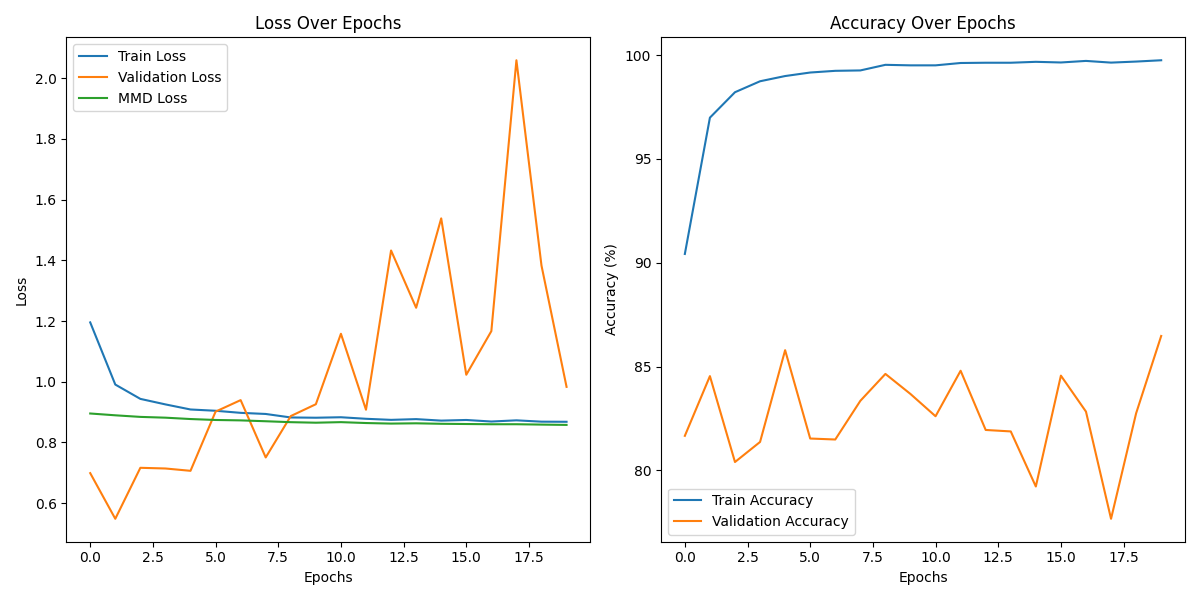 Loss Over Epochs
Train Loss
Validation Loss
MMD Loss
2.0
1.8
1.6
1.4
1.2
1.0
0.8
0.6
Loss
0.0 2.5 5.0 7.5 10.0 12.5 15.0 17.5
Epochs
Accuracy Over Epochs
100
95
90
85
80
Accuracy (%)
Train Accuracy
Validation Accuracy
0.0 2.5 5.0 7.5 10.0 12.5 15.0 17.5
Epochs